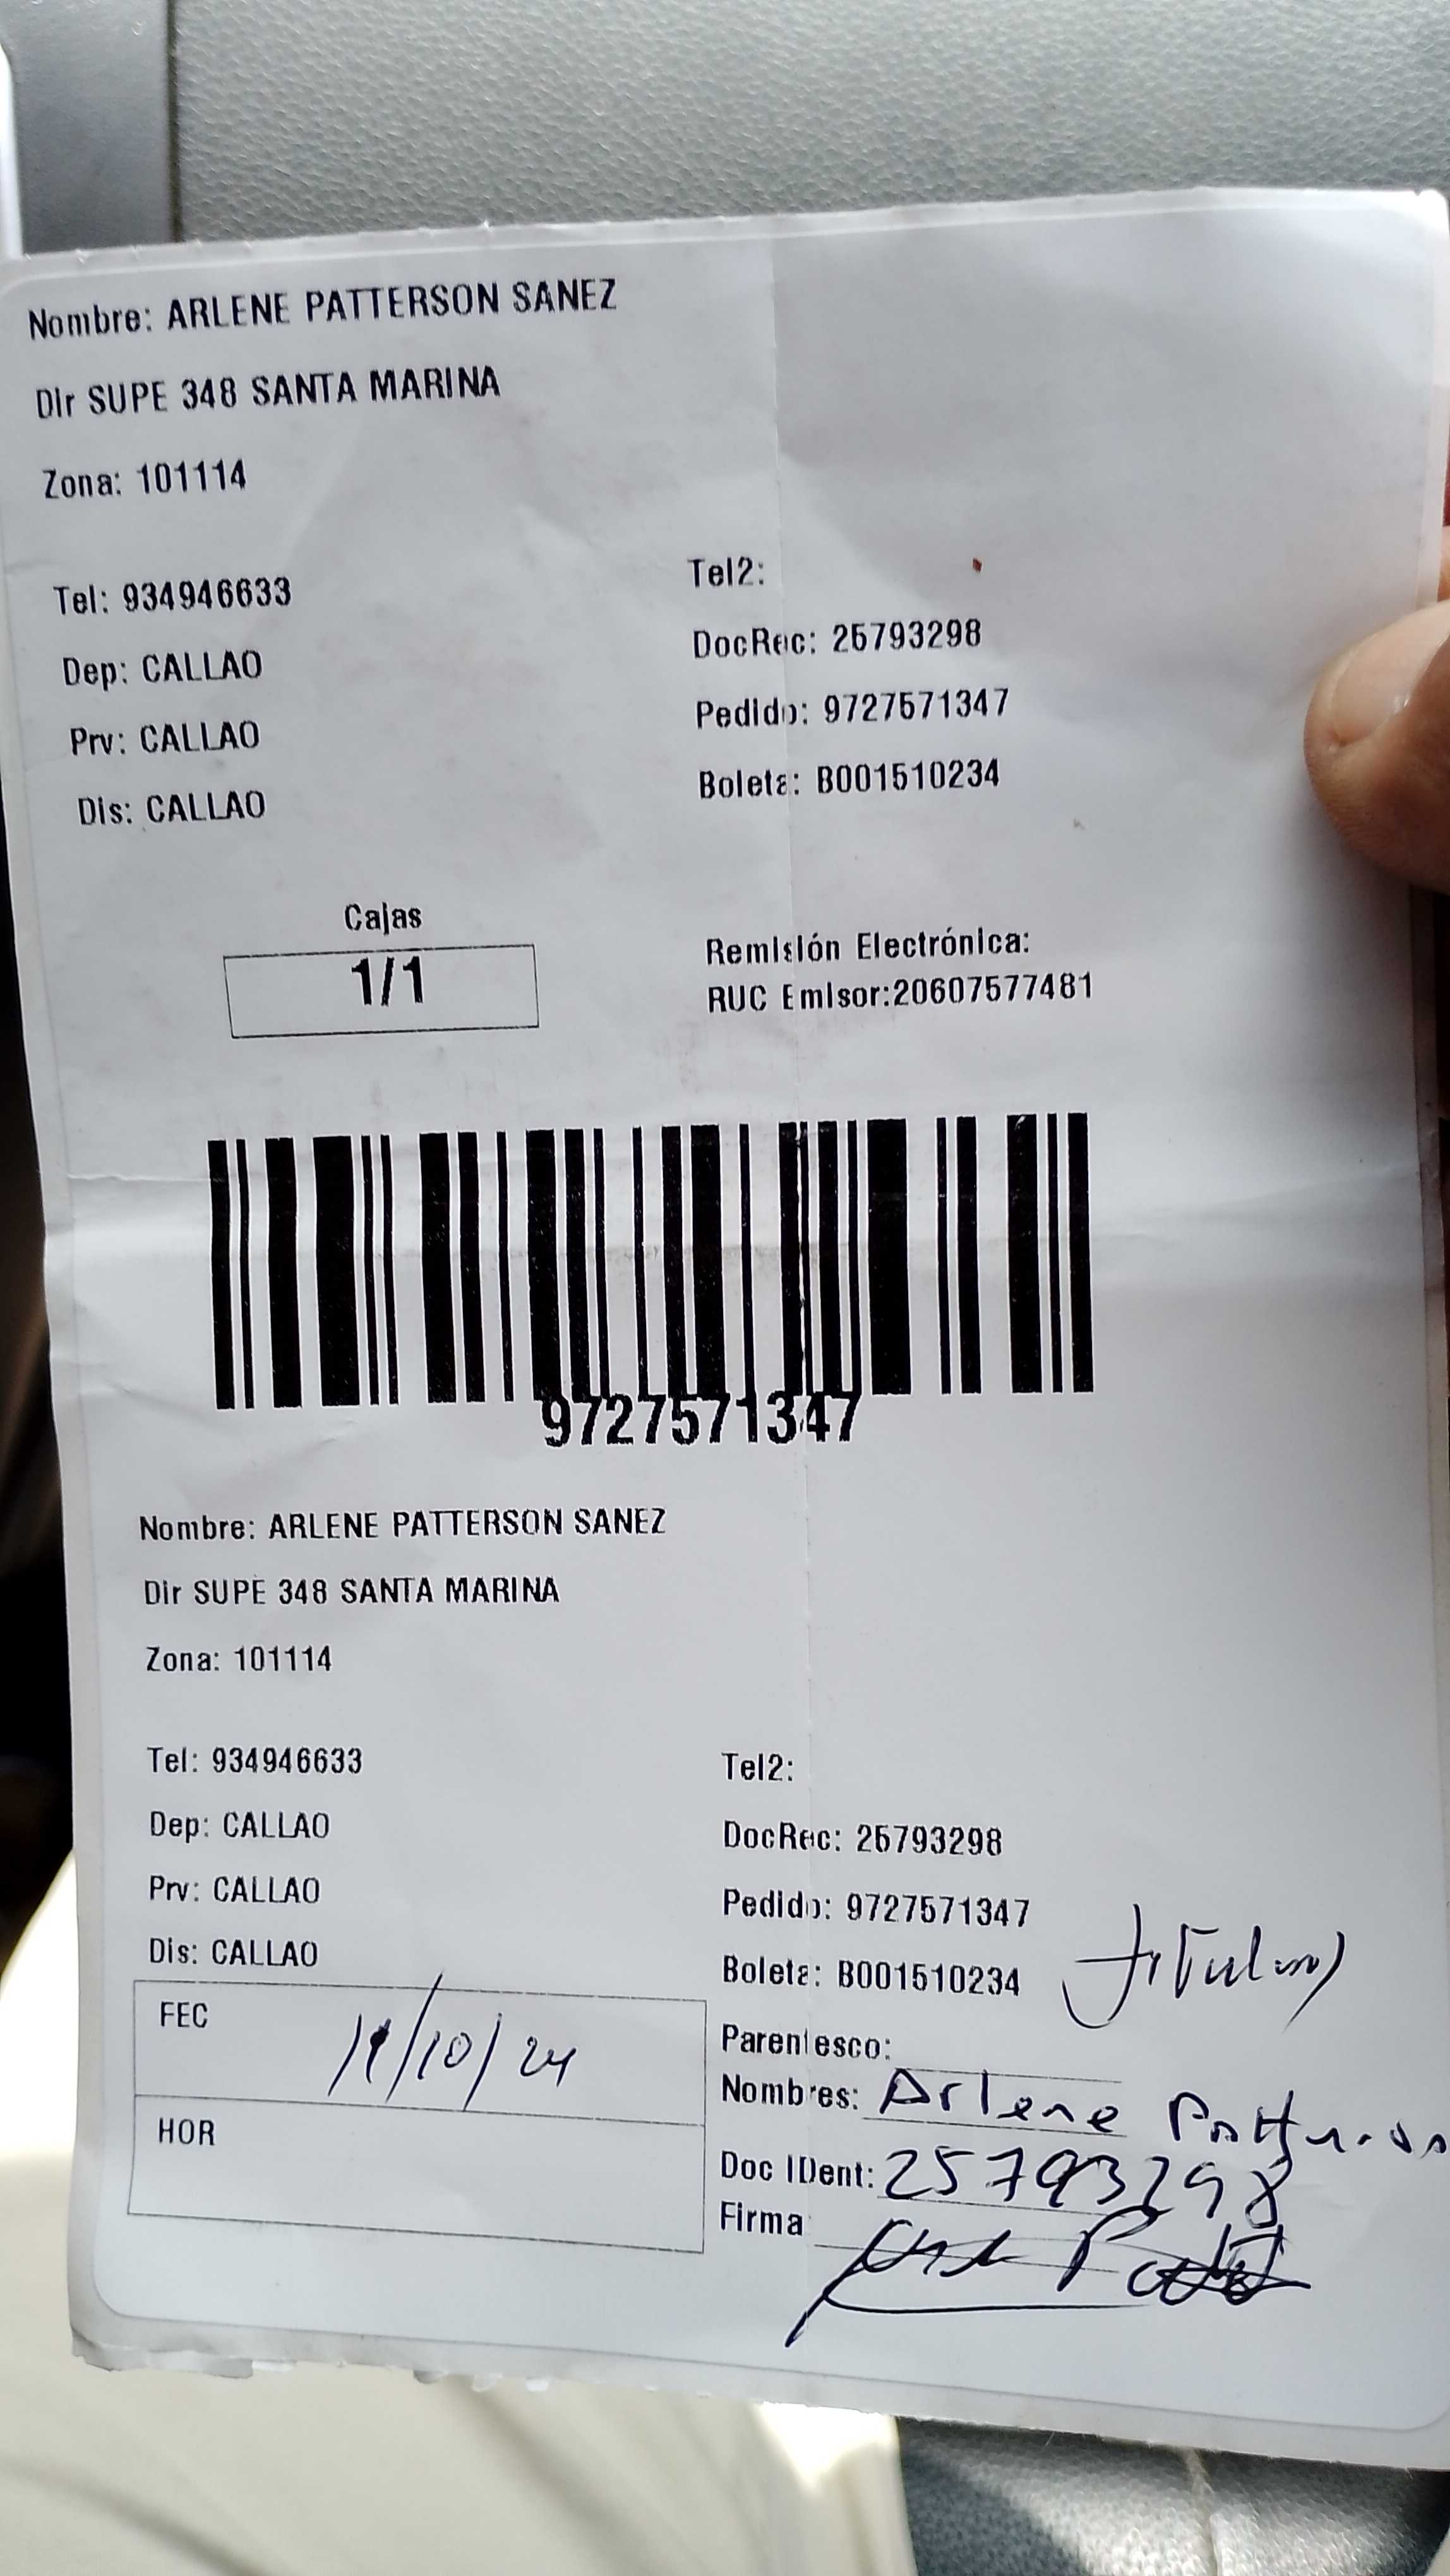 Nombre: ARLENE PATTERSON SANEZ
Dir SUPE 348 SANTA MARINA
Zona: 101114
Tel: 934946633
Tel2:
Dep: CALLAO
DocRec: 25793298
Prv: CALLAO
Pedido: 9727571347
Dis: CALLAO
Boleta: B001510234
Cajas
1/1
Remisión Electrónica:
RUC Emisor:20607577481
9727571347
Nombre: ARLENE PATTERSON SANEZ
Dir SUPE 348 SANTA MARINA
Zona: 101114
Tel: 934946633
Tel2:
Dep: CALLAO
DocRec: 25793298
Prv: CALLAO
Pedido: 9727571347
Dis: CALLAO
Boleta: B001510234
FEC
Parentesco:
Nombres: Arlene
HOR
Doc IDent: 25793298
Firma